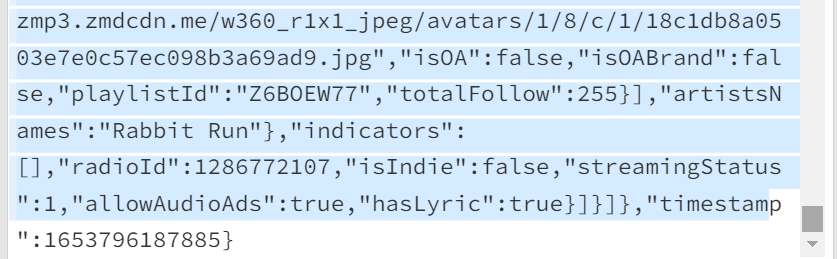 zmp3.zmdcdn.me/w360_r1x1_jpeg/avatars/1/8/c/1/18c1db8a05
03e7e0c57ec098b3a69ad9.jpg","isOA":false,"isOABrand":fal
se,"playlistId":"Z6BOEW77","totalFollow":255}],"artistsN
ames":"Rabbit Run"},"indicators":
[],"radioId":1286772107,"isIndie":false,"streamingStatus
":1,"allowAudioAds":true,"hasLyric":true}]}]},"timestamp
":1653796187885}